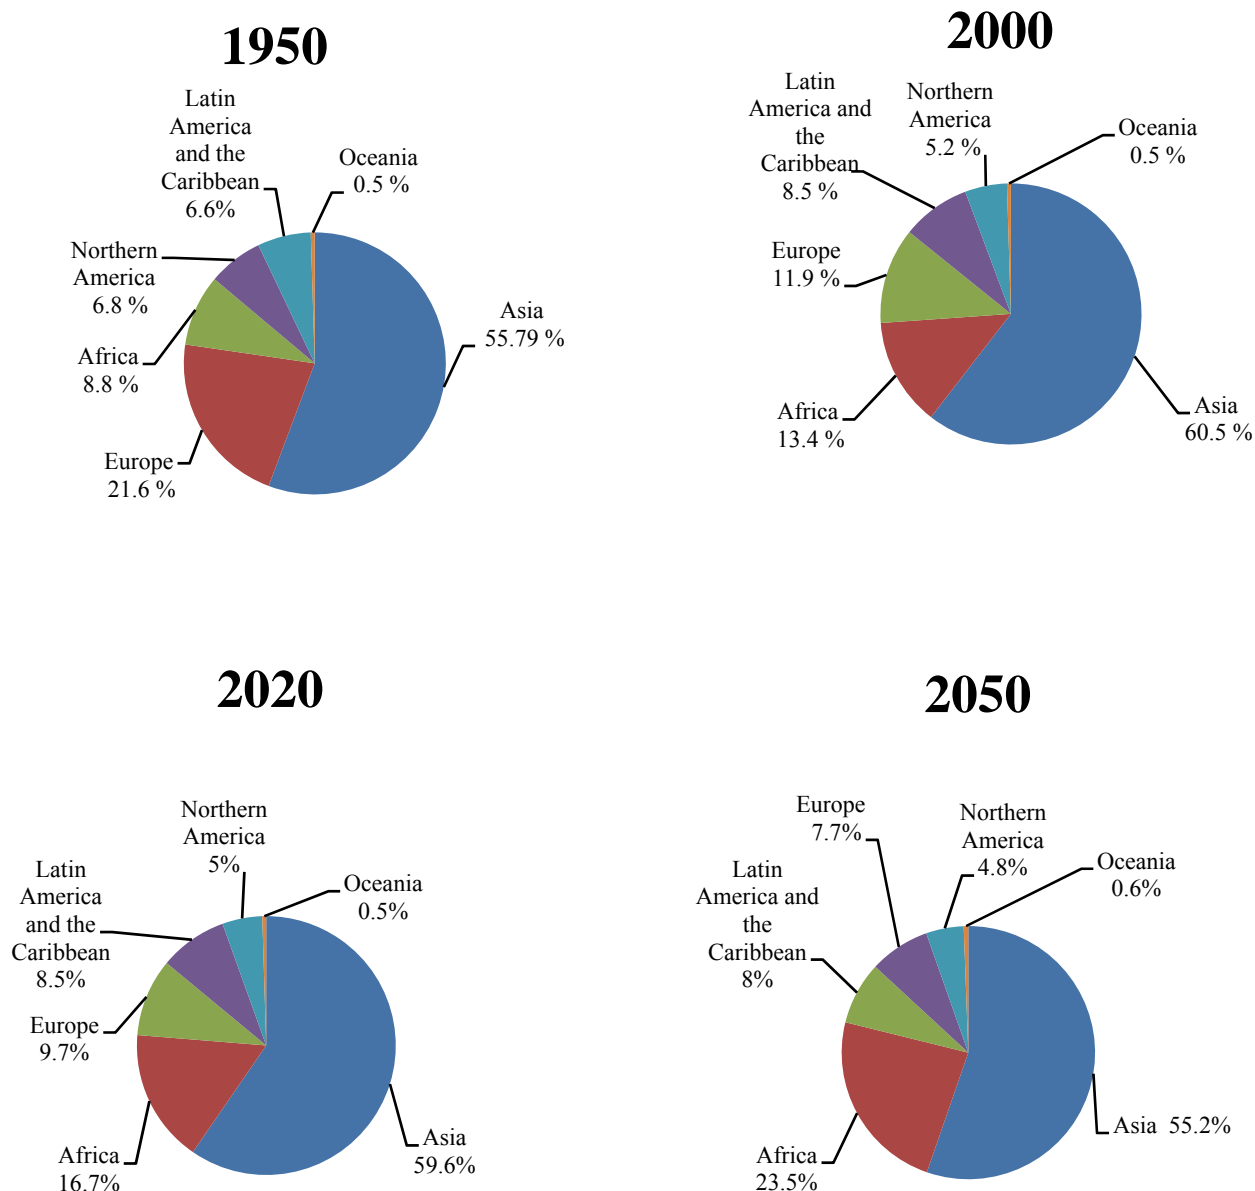 1950
Latin
America
and the
Caribbean
6.6%
Oceania
0.5 %
Northern
America
6.8 %
Asia
55.79 %
Africa
8.8 %
Europe
21.6 %
2000
Latin
America and
the
Caribbean
8.5 %
Northern
America
5.2 %
Oceania
0.5 %
Europe
11.9 %
Africa
13.4 %
Asia
60.5 %
2020
Northern
America
5%
Latin
America
and the
Caribbean
8.5%
Oceania
0.5%
Europe
9.7%
Africa
16.7%
Asia
59.6%
2050
Europe
7.7%
Northern
America
4.8%
Oceania
0.6%
Latin
America and
the
Caribbean
8%
Asia 55.2%
Africa
23.5%